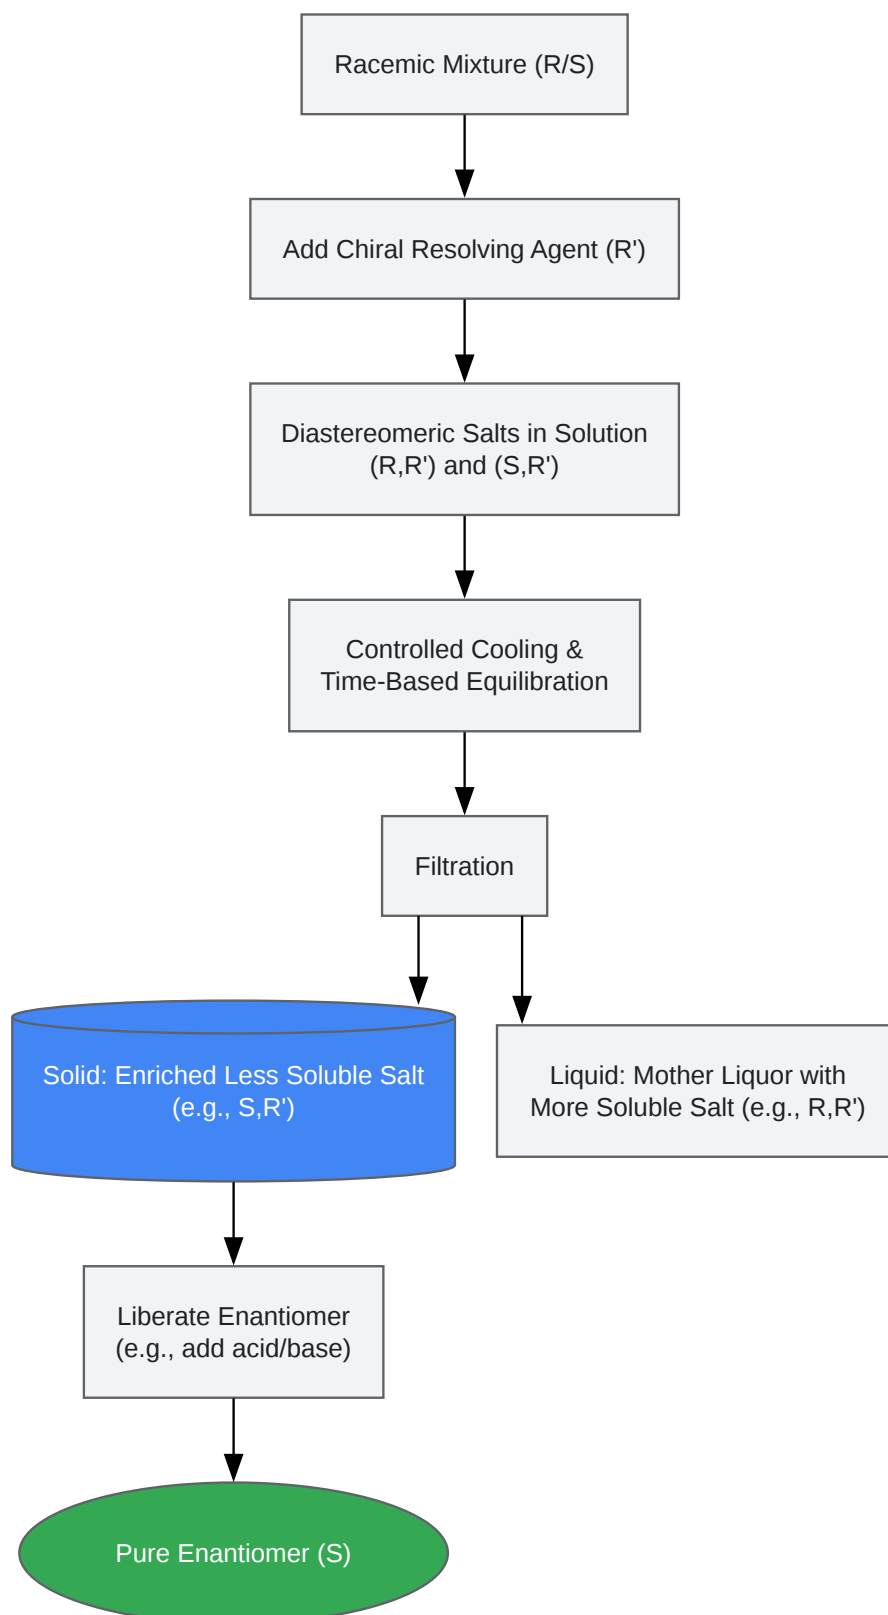 Racemic Mixture (R/S)
Add Chiral Resolving Agent (R')
Diastereomeric Salts in Solution
(R,R') and (S,R')
Controlled Cooling &
Time-Based Equilibration
Filtration
Solid: Enriched Less Soluble Salt
(e.g., S,R')
Liquid: Mother Liquor with
More Soluble Salt (e.g., R,R')
Liberate Enantiomer
(e.g., add acid/base)
Pure Enantiomer (S)